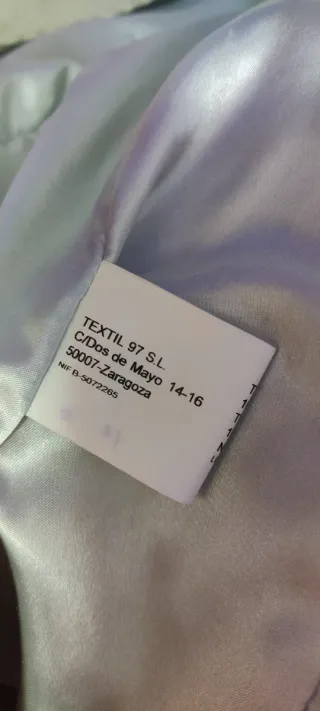 TEXTIL 97 S.L.
C/Dos de Mayo 14-16
50007-Zaragoza
NIF B-5072265